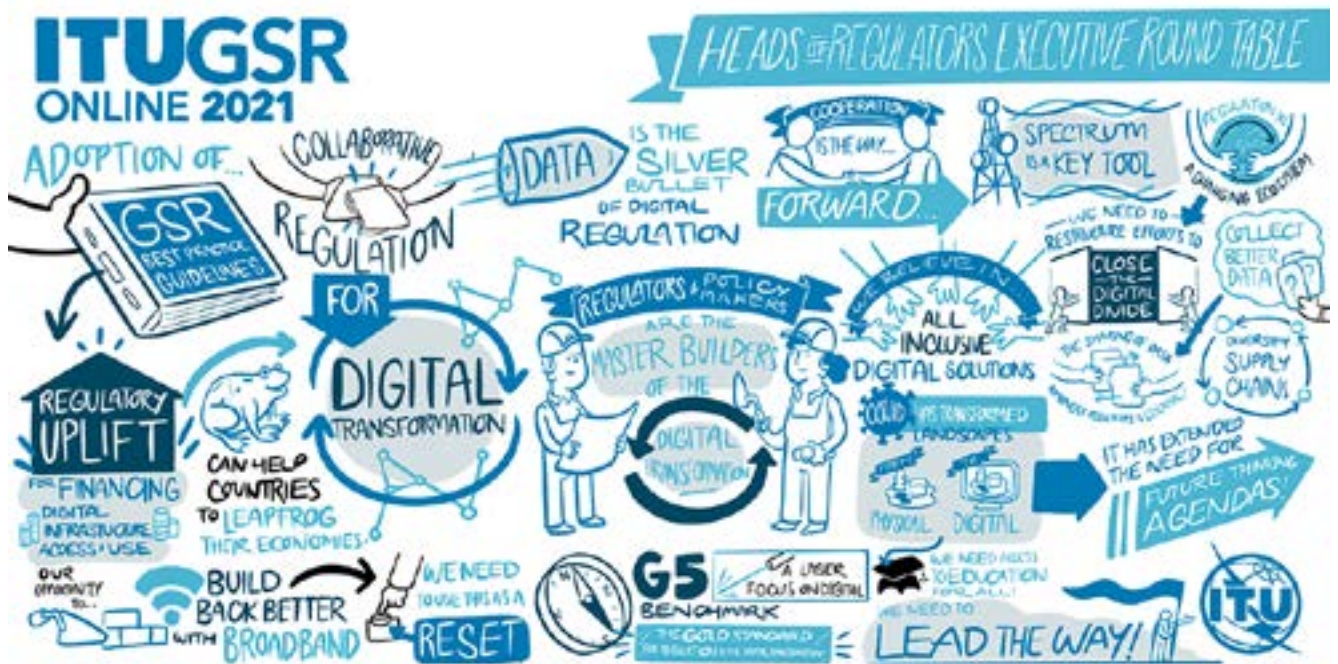 ITUGSR
ONLINE 2021
HEADS OF REGULATORS EXECUTIVE ROUND TABLE
ADOPTION OF...
GSR
BEST PRACTICE
GUIDELINES
COLLABORATIVE
REGULATION
FOR
DIGITAL
TRANSFORMATION
DATA
IS THE
SILVER
BULLET
OF DIGITAL
REGULATION
COOPERATION
IS THE WAY...
FORWARD...
SPECTRUM
IS A KEY TOOL
REGULATION IS
A CHANGING ECOSYSTEM
WE NEED TO
EFFORTS TO
CLOSE
THE
DIGITAL
DIVIDE
COLLECT
BETTER
DATA
DIVERSIFY
SUPPLY
CHAINS
THE SHARING OF DATA
REGULATORY
UPLIFT
FOR FINANCING
DIGITAL
INFRASTRUCTURE
ACCESS & USE
CAN HELP
COUNTRIES
TO LEAPFROG
THEIR ECONOMIES.
REGULATORS & POLICY
MAKERS
ARE THE
MASTER BUILDERS
OF THE
DIGITAL
TRANSFORMATION
WE BELIEVE IN
ALL
INCLUSIVE
DIGITAL SOLUTIONS
COVID HAS TRANSFORMED
LANDSCAPES
PHYSICAL
DIGITAL
IT HAS EXTENDED
THE NEED FOR
FUTURE THINKING
AGENDAS!
OUR
OPPORTUNITY
TO...
BUILD
BACK BETTER
WITH BROADBAND
WE NEED
TO USE THIS AS A
RESET
G5
BENCHMARK
A LASER
FOCUS ON DIGITAL
THE GOLD STANDARD
WE NEED
EDUCATION
FOR ALL!
WE NEED TO
LEAD THE WAY!
ITU